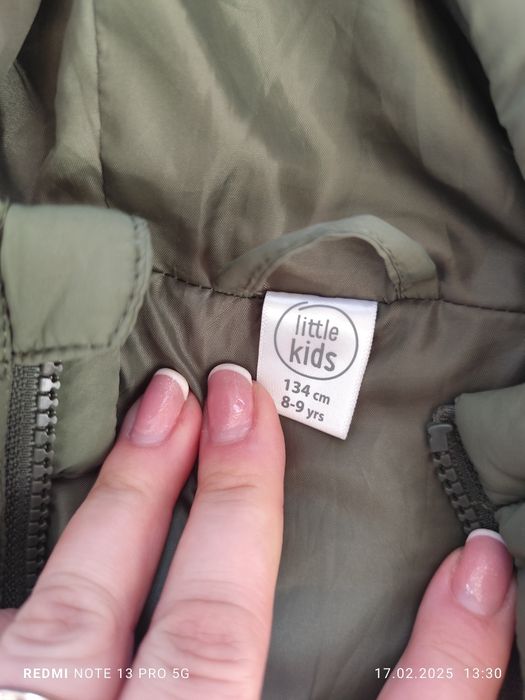 little
kids
134 cm
8-9 yrs
REDMI NOTE 13 PRO 5G
17.02.2025 13:30